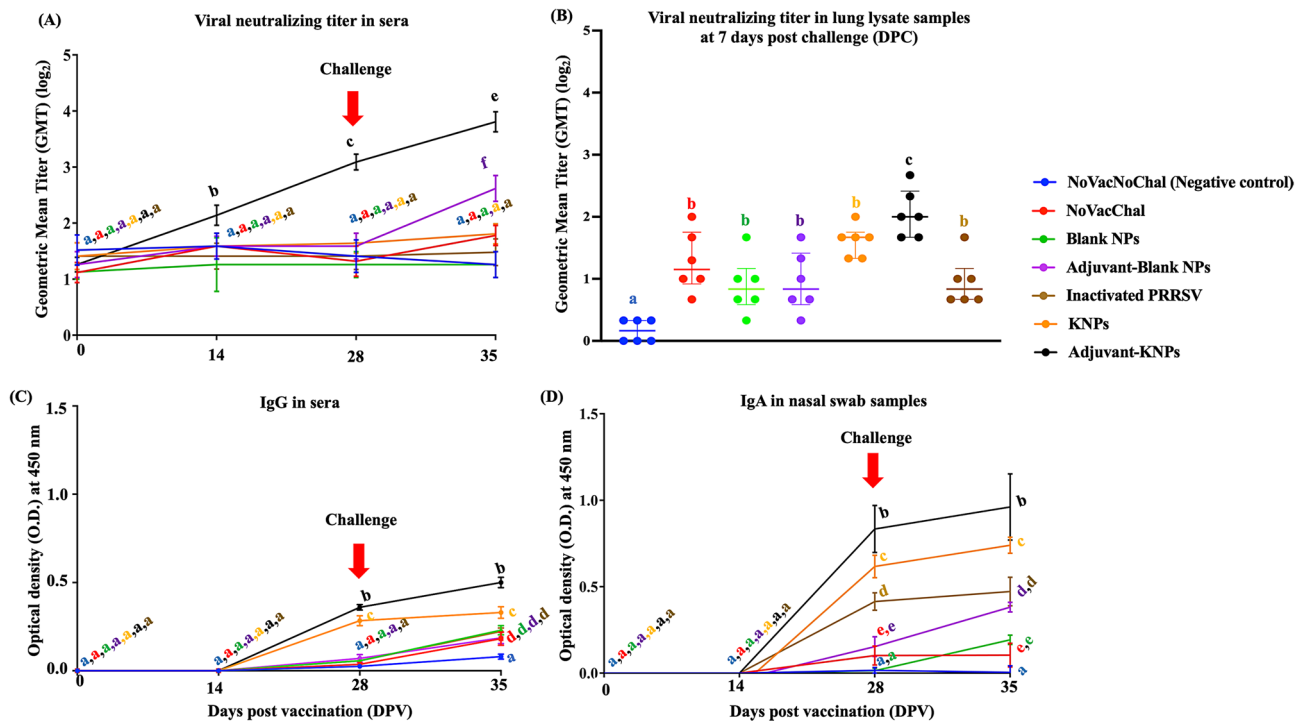 (A)
Viral neutralizing titer in sera
Geometric Mean Titer (GMT) (log2)
5
4
3
2
1
0
Challenge
a,a,a,a,a,a,a
b
a,a,a,a,a,a
c
a,a,a,a,a,a
e
f
a,a,a,a,a
0
14
28
35
(B)
Viral neutralizing titer in lung lysate samples
at 7 days post challenge (DPC)
Geometric Mean Titer (GMT) (log2)
5
4
3
2
1
0
a
b
b
b
b
c
b
NoVacNoChal (Negative control)
NoVacChal
Blank NPs
Adjuvant-Blank NPs
Inactivated PRRSV
KNPs
Adjuvant-KNPs
(C)
IgG in sera
Optical density (O.D.) at 450 nm
1.5
1.0
0.5
0.0
Challenge
a,a,a,a,a,a,a
a,a,a,a,a,a,a
b
c
a,a,a,a,a
b
c
d,d,d,d
a
0
14
28
35
Days post vaccination (DPV)
(D)
IgA in nasal swab samples
Optical density (O.D.) at 450 nm
1.5
1.0
0.5
0.0
Challenge
a,a,a,a,a,a,a
a,a,a,a,a,a,a
b
c
d
e,e
a,a
b
c
d,d
e,e
a
0
14
28
35
Days post vaccination (DPV)